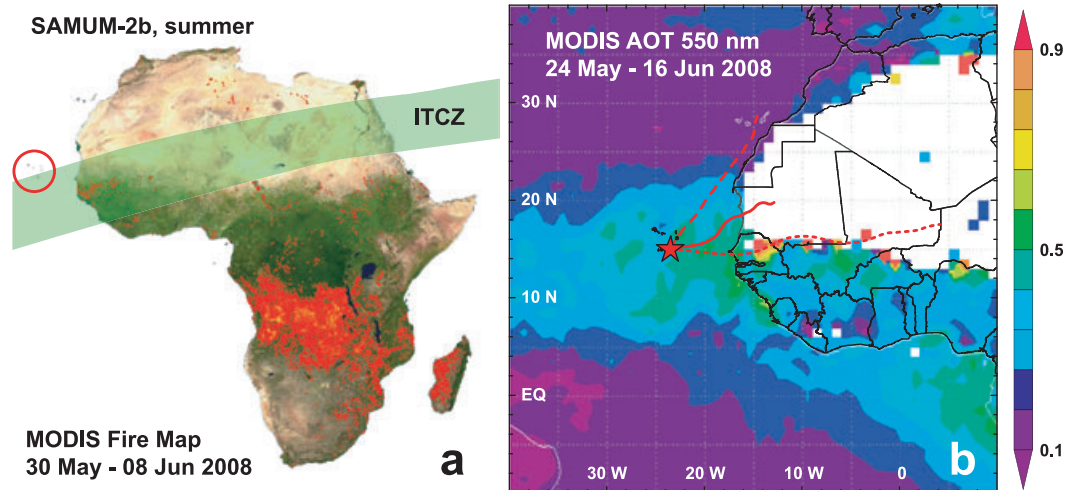 SAMUM-2b, summer
ITCZ
MODIS Fire Map
30 May - 08 Jun 2008
a
MODIS AOT 550 nm
24 May - 16 Jun 2008
30 N
20 N
10 N
EQ
30 W
20 W
10 W
0
b
0.9
0.5
0.1